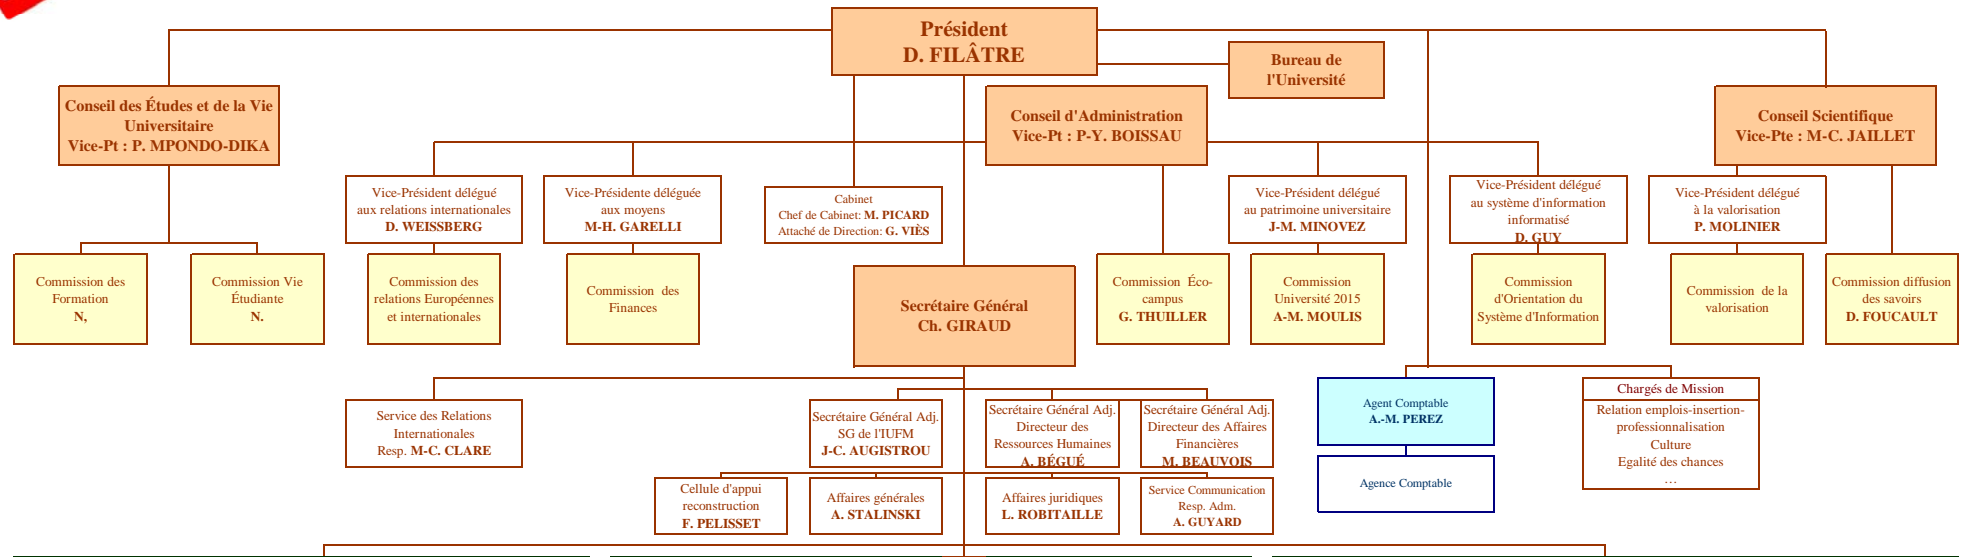 Président
D. FILÂTRE
Bureau de
l'Université
Conseil des Études et de la Vie
Universitaire
Vice-Pt : P. MPONDO-DIKA
Conseil d'Administration
Vice-Pt : P-Y. BOISSAU
Conseil Scientifique
Vice-Pte : M-C. JAILLET
Vice-Président délégué
aux relations internationales
D. WEISSBERG
Vice-Présidente déléguée
aux moyens
M-H. GARELLI
Cabinet
Chef de Cabinet: M. PICARD
Attaché de Direction: G. VIÈS
Vice-Président délégué
au patrimoine universitaire
J-M. MINOVEZ
Vice-Président délégué
au système d'information
informatisé
D. GUY
Vice-Président délégué
à la valorisation
P. MOLINIER
Commission des
Formation
N,
Commission Vie
Étudiante
N.
Commission des
relations Européennes
et internationales
Commission des
Finances
Secrétaire Général
Ch. GIRAUD
Commission Éco-
campus
G. THUILLER
Commission
Université 2015
A-M. MOULIS
Commission
d'Orientation du
Système d'Information
Commission de la
valorisation
Commission diffusion
des savoirs
D. FOUCAULT
Service des Relations
Internationales
Resp. M-C. CLARE
Secrétaire Général Adj.
SG de l'IUFM
J-C. AUGISTROU
Secrétaire Général Adj.
Directeur des
Ressources Humaines
A. BÉGUÉ
Secrétaire Général Adj.
Directeur des Affaires
Financières
M. BEAUVOIS
Agent Comptable
A.-M. PEREZ
Chargés de Mission
Relation emplois-insertion-
professionnalisation
Culture
Egalité des chances
…
Cellule d'appui
reconstruction
F. PELISSET
Affaires générales
A. STALINSKI
Affaires juridiques
L. ROBITAILLE
Service Communication
Resp. Adm.
A. GUYARD
Agence Comptable